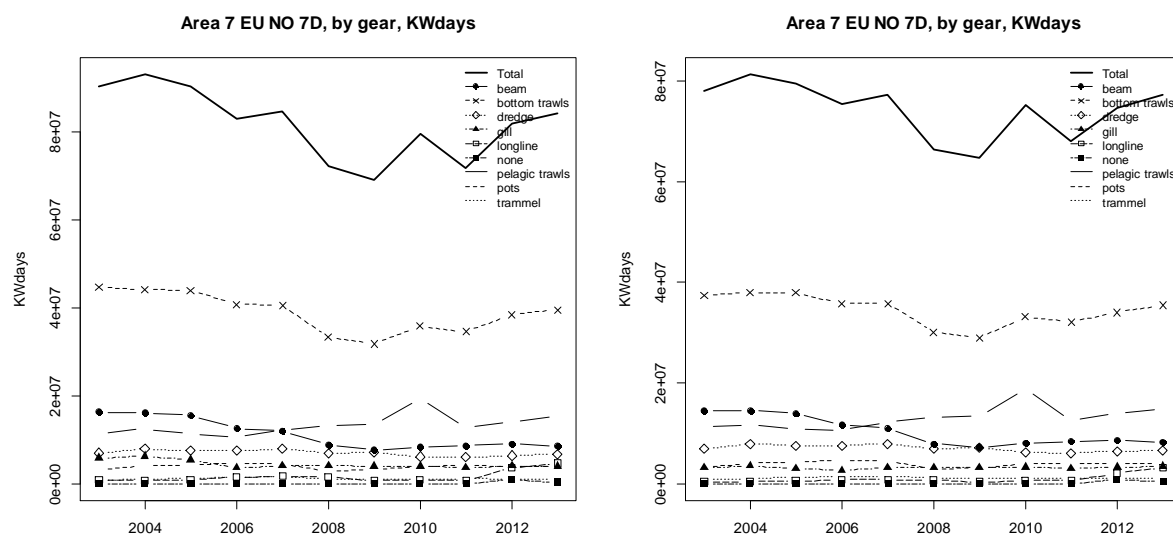 Area 7 EU NO 7D, by gear, KWdays
KWdays
0e+00
2e+07
4e+07
6e+07
8e+07
2004
2006
2008
2010
2012
Total
beam
bottom trawls
dredge
gill
longline
none
pelagic trawls
pots
trammel
Area 7 EU NO 7D, by gear, KWdays
KWdays
0e+00
2e+07
4e+07
6e+07
8e+07
2004
2006
2008
2010
2012
Total
beam
bottom trawls
dredge
gill
longline
none
pelagic trawls
pots
trammel